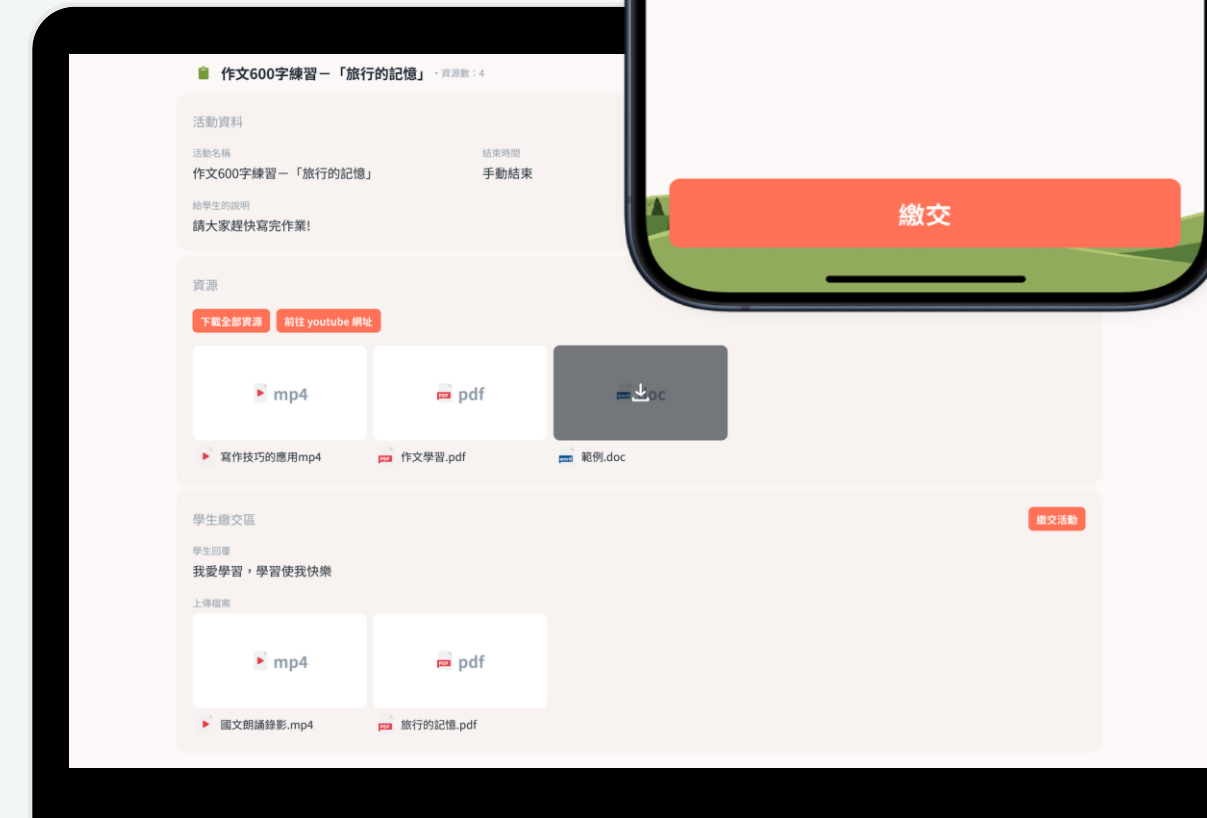 作文600字練習－「旅行的記憶」 · 資源數：4
活動資料
活動名稱
結束時間
作文600字練習－「旅行的記憶」
手動結束
給學生的說明
請大家趕快寫完作業!
繳交
資源
下載全部資源
前往 youtube 網址
mp4
pdf
doc
寫作技巧的應用mp4
作文學習.pdf
範例.doc
學生繳交區
繳交活動
學生回覆
我愛學習，學習使我快樂
上傳檔案
mp4
pdf
國文朗誦錄影.mp4
旅行的記憶.pdf